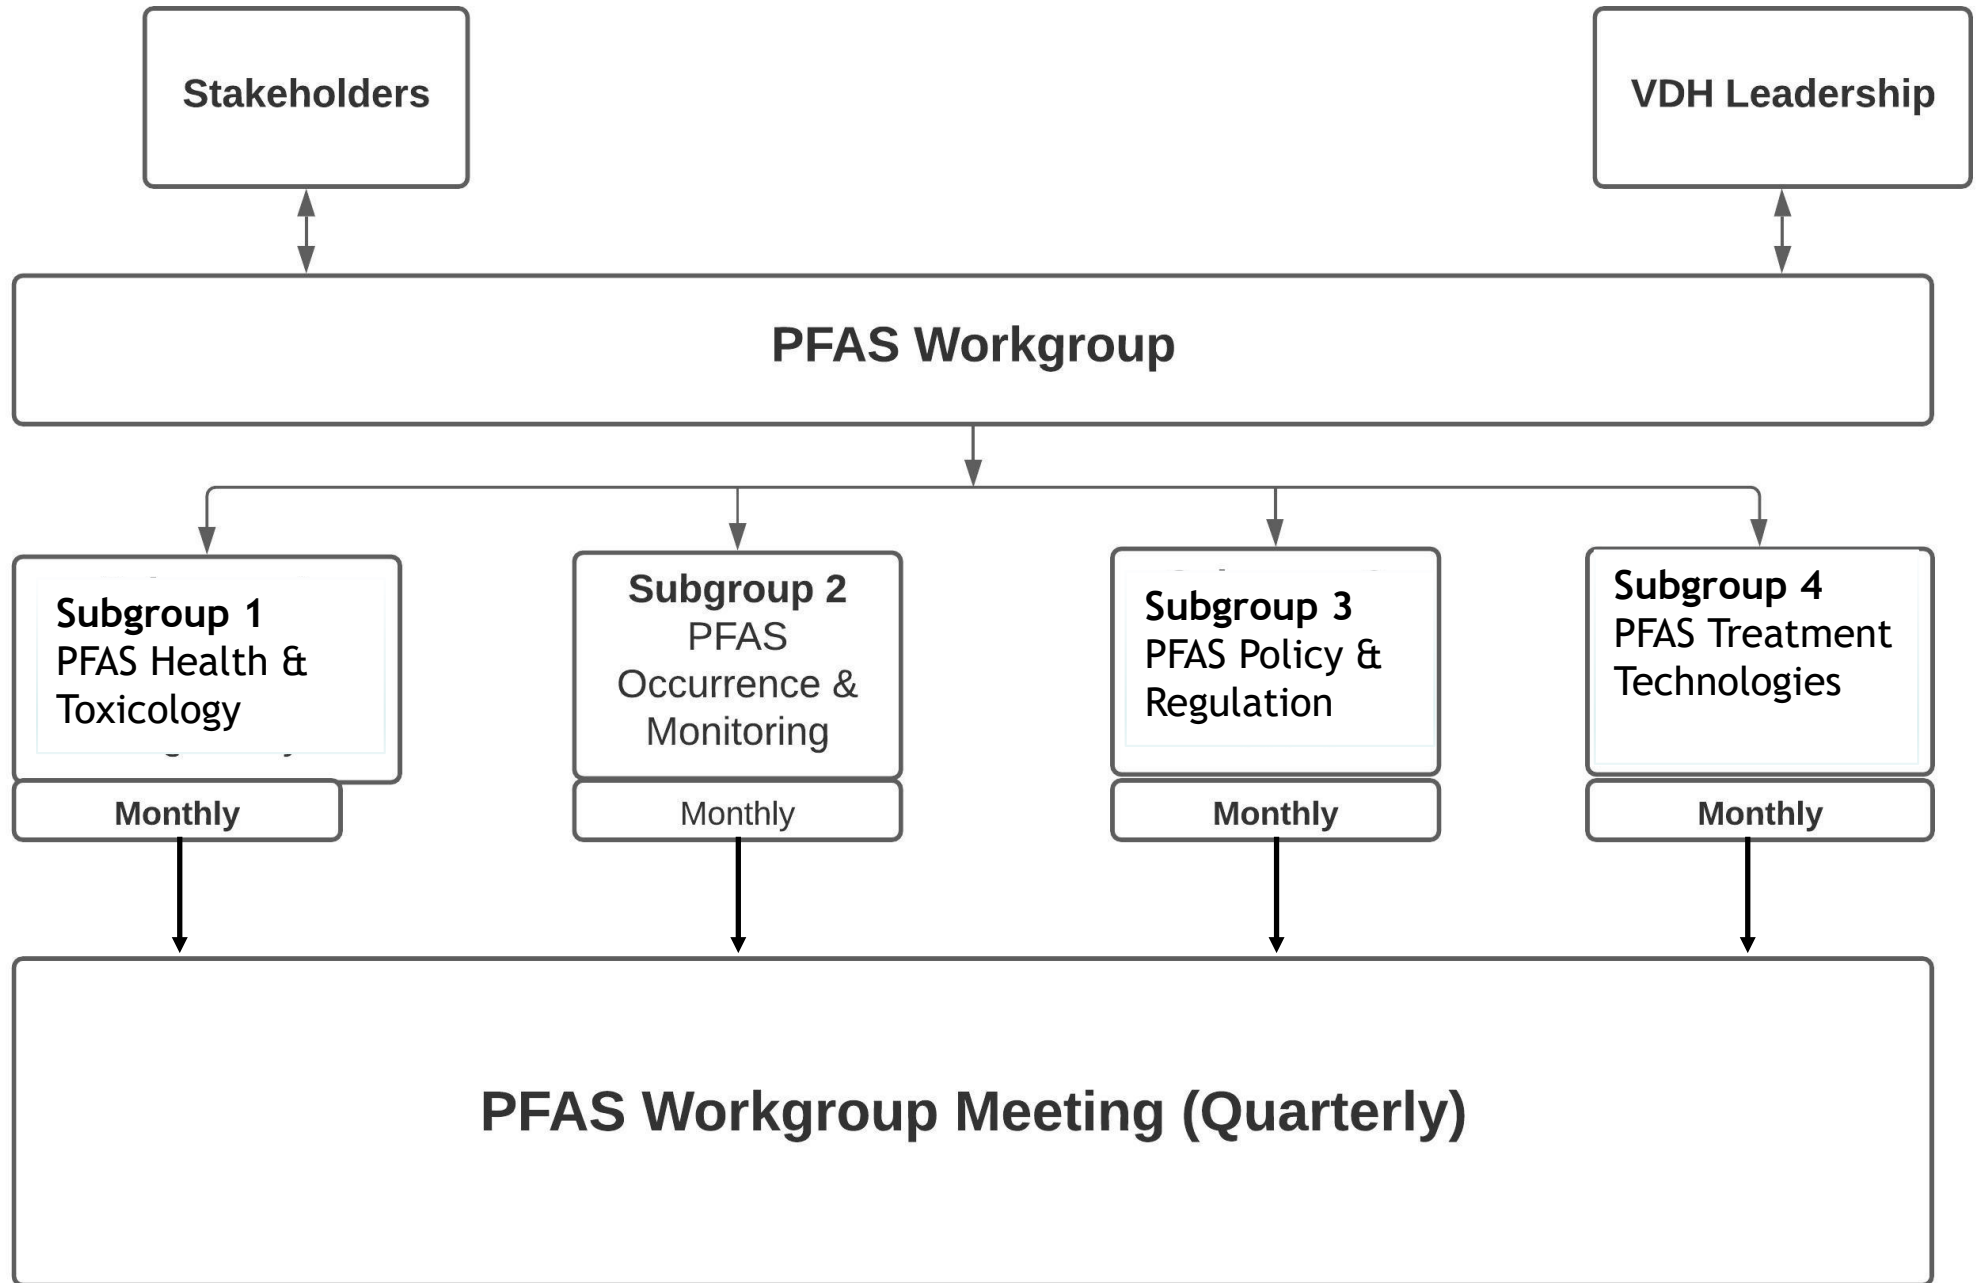 Stakeholders
VDH Leadership
PFAS Workgroup
Subgroup 1
PFAS Health &
Toxicology
Subgroup 2
PFAS
Occurrence &
Monitoring
Subgroup 3
PFAS Policy &
Regulation
Subgroup 4
PFAS Treatment
Technologies
Monthly
Monthly
Monthly
Monthly
PFAS Workgroup Meeting (Quarterly)